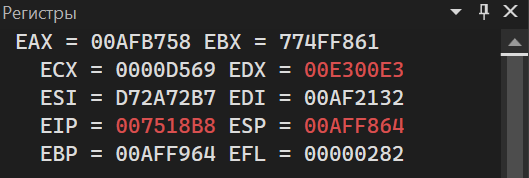 Регистры
EAX = 00AFB758 EBX = 774FF861
ECX = 0000D569 EDX = 00E300E3
ESI = D72A72B7 EDI = 00AF2132
EIP = 007518B8 ESP = 00AFF864
EBP = 00AFF964 EFL = 00000282